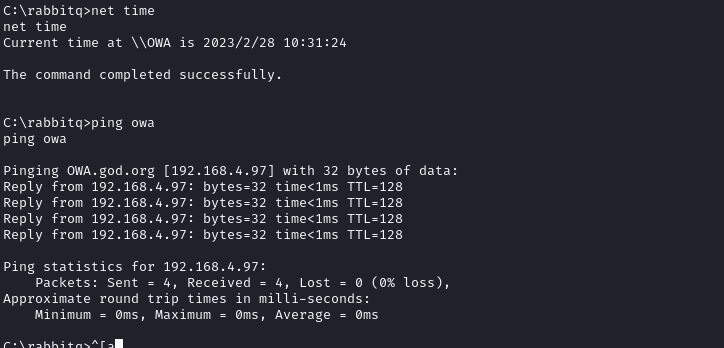 C:\rabbitq>net time
net time
Current time at \\OWA is 2023/2/28 10:31:24
The command completed successfully.
C:\rabbitq>ping owa
ping owa
Pinging OWA.god.org [192.168.4.97] with 32 bytes of data:
Reply from 192.168.4.97: bytes=32 time<1ms TTL=128
Reply from 192.168.4.97: bytes=32 time<1ms TTL=128
Reply from 192.168.4.97: bytes=32 time<1ms TTL=128
Reply from 192.168.4.97: bytes=32 time<1ms TTL=128
Ping statistics for 192.168.4.97:
    Packets: Sent = 4, Received = 4, Lost = 0 (0% loss),
Approximate round trip times in milli-seconds:
    Minimum = 0ms, Maximum = 0ms, Average = 0ms
C:\rabbitq>^[a